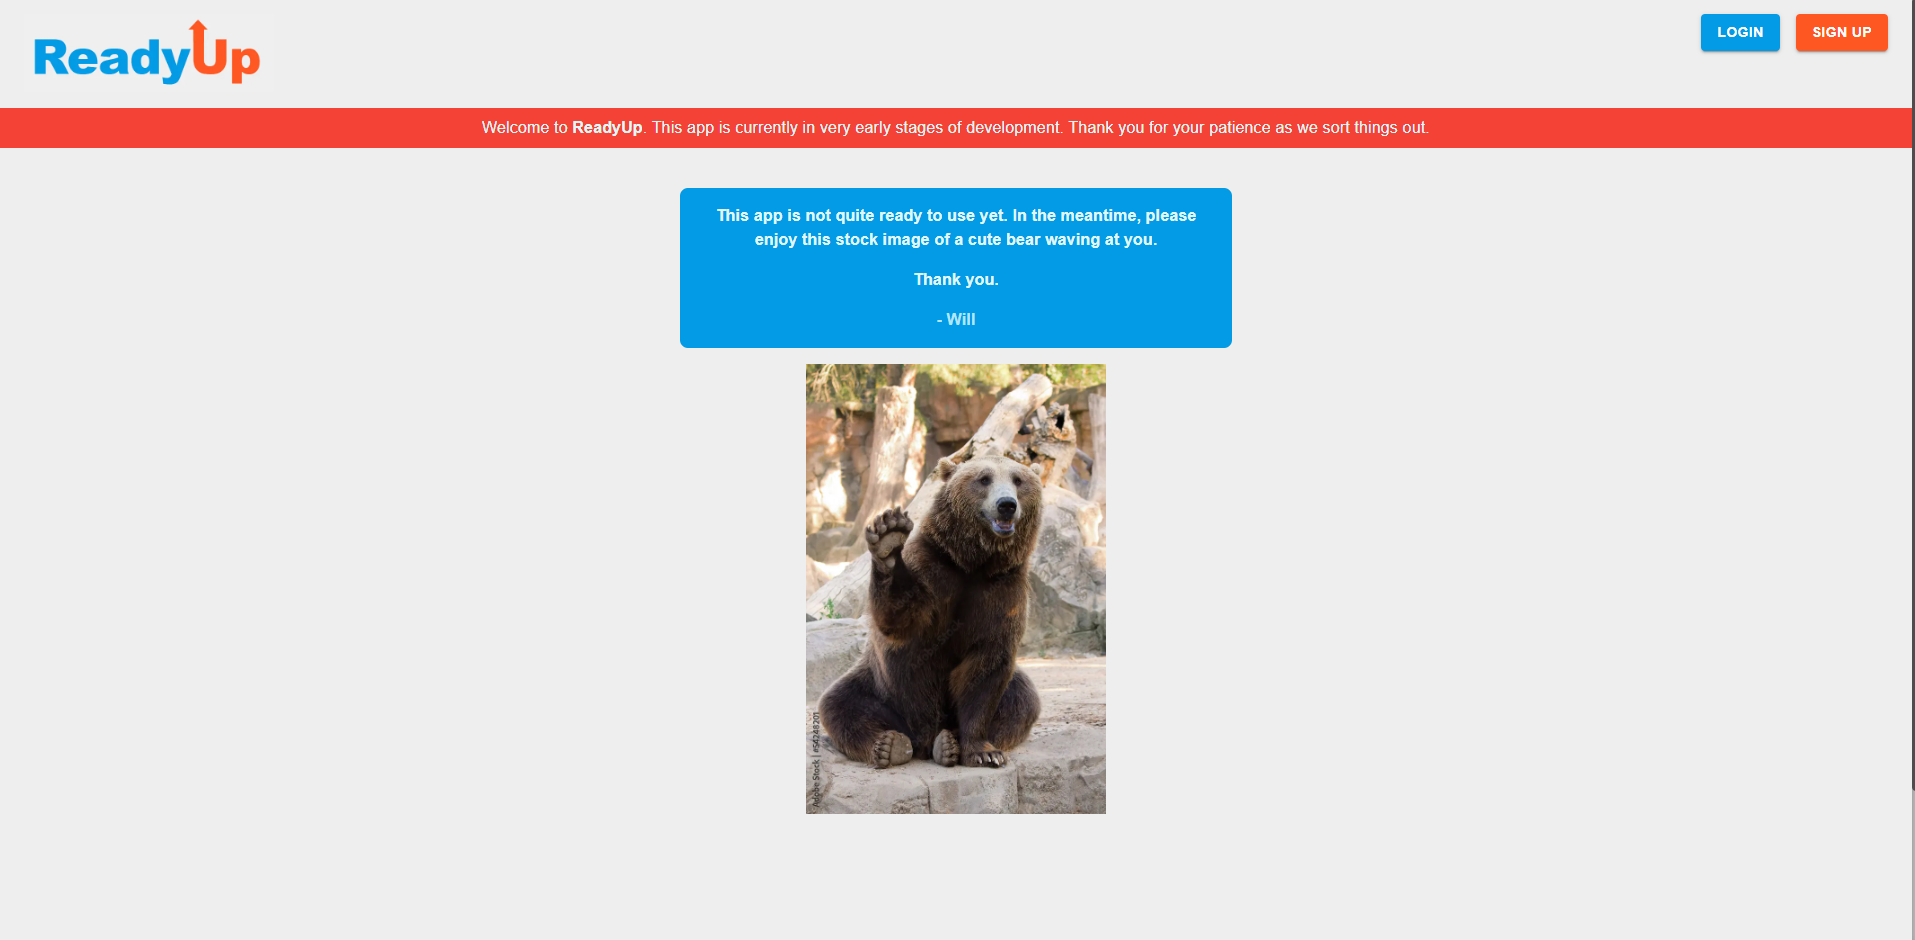 ReadyUp
LOGIN
SIGN UP
Welcome to ReadyUp. This app is currently in very early stages of development. Thank you for your patience as we sort things out.
This app is not quite ready to use yet. In the meantime, please
enjoy this stock image of a cute bear waving at you.
Thank you.
- Will
Adobe Stock | #54248201